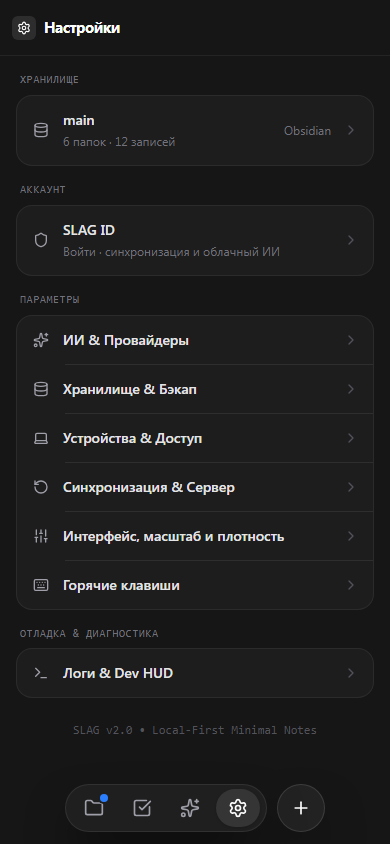 Настройки
ХРАНИЛИЩЕ
main
6 папок · 12 записей
Obsidian
АККАУНТ
SLAG ID
Войти · синхронизация и облачный ИИ
ПАРАМЕТРЫ
ИИ & Провайдеры
Хранилище & Бэкап
Устройства & Доступ
Синхронизация & Сервер
Интерфейс, масштаб и плотность
Горячие клавиши
ОТЛАДКА & ДИАГНОСТИКА
Логи & Dev HUD
SLAG v2.0 • Local-First Minimal Notes